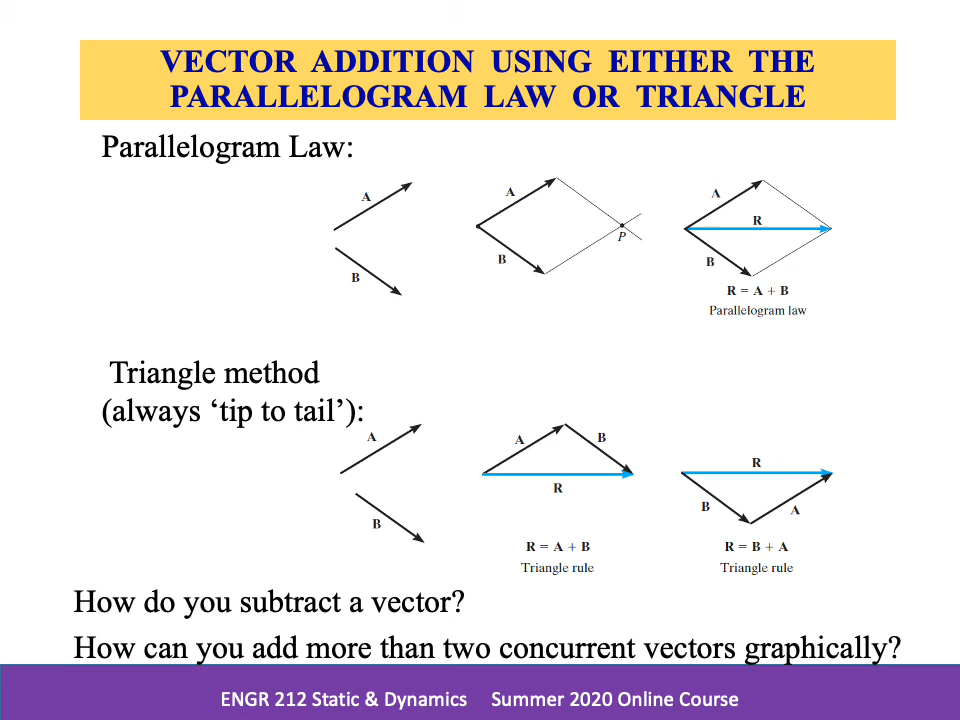 VECTOR ADDITION USING EITHER THE
PARALLELOGRAM LAW OR TRIANGLE
Parallelogram Law:
A
B
A
B
P
A
R
B
R = A + B
Parallelogram law
Triangle method
(always ‘tip to tail’):
A
B
A
B
R
R = A + B
Triangle rule
R
B
A
R = B + A
Triangle rule
How do you subtract a vector?
How can you add more than two concurrent vectors graphically?
ENGR 212 Static & Dynamics Summer 2020 Online Course